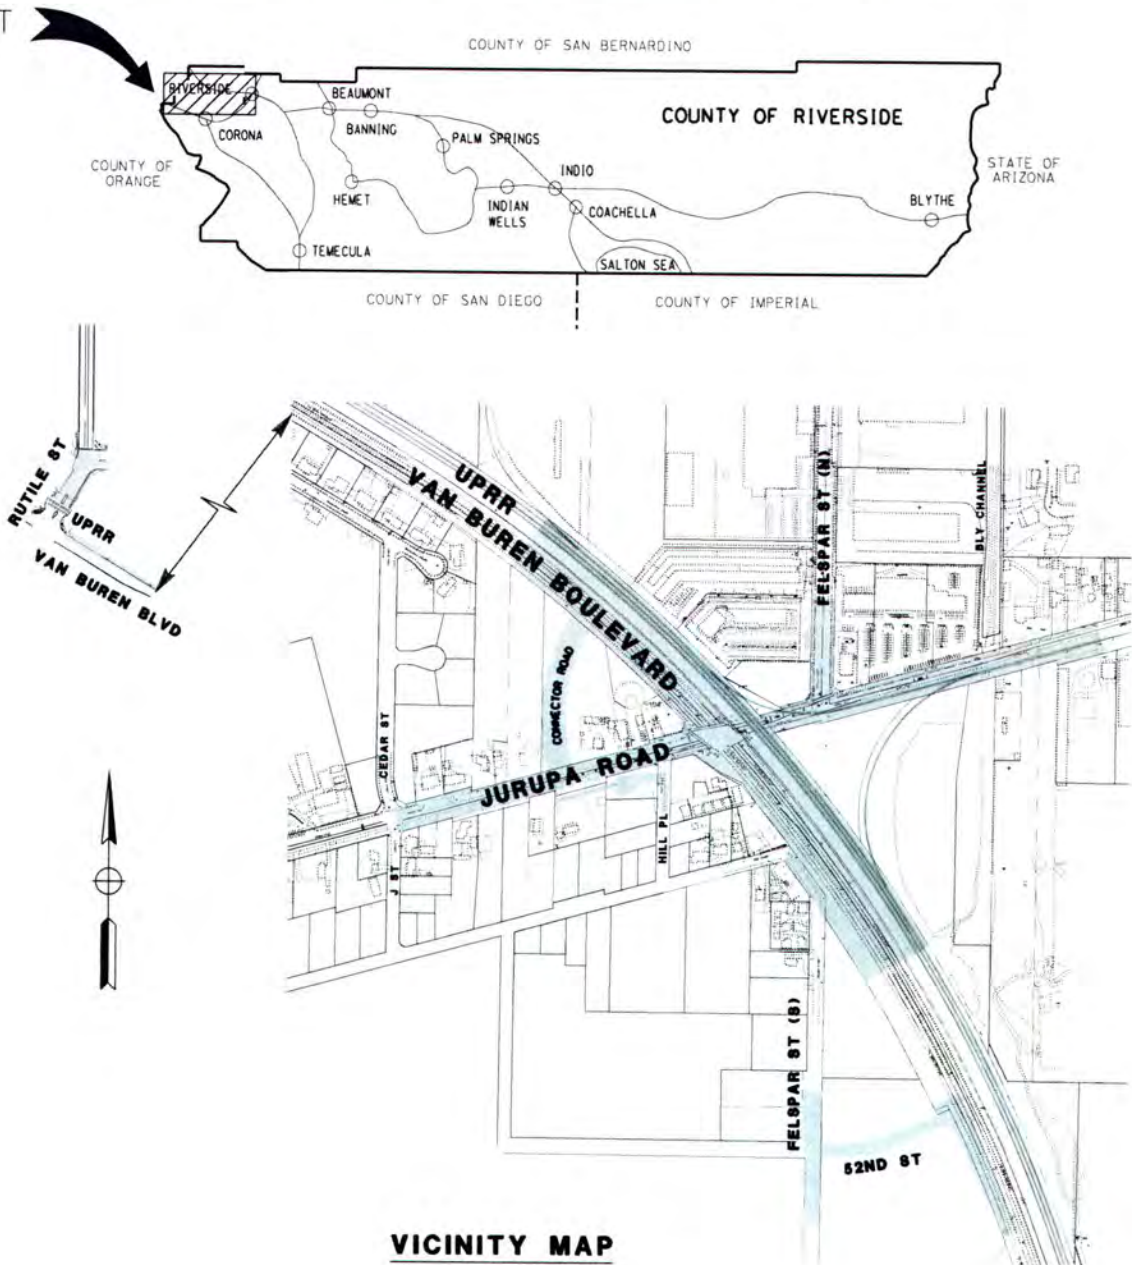 T
COUNTY OF SAN BERNARDINO
RIVERSIDE
BEAUMONT
COUNTY OF RIVERSIDE
CORONA
BANNING
PALM SPRINGS
COUNTY OF
ORANGE
STATE OF
ARIZONA
HEMET
INDIO
INDIAN
WELLS
COACHELLA
BLYTHE
TEMECULA
SALTON SEA
COUNTY OF SAN DIEGO
COUNTY OF IMPERIAL
RUTILE ST
UPRR
VAN BUREN BLVD
UPRR
VAN BUREN BOULEVARD
FELSPAR ST (N)
BLY CHANNEL
CONNECTOR ROAD
CEDAR ST
JURUPA ROAD
HILL PL
J ST
FELSPAR ST (S)
52ND ST
VICINITY MAP